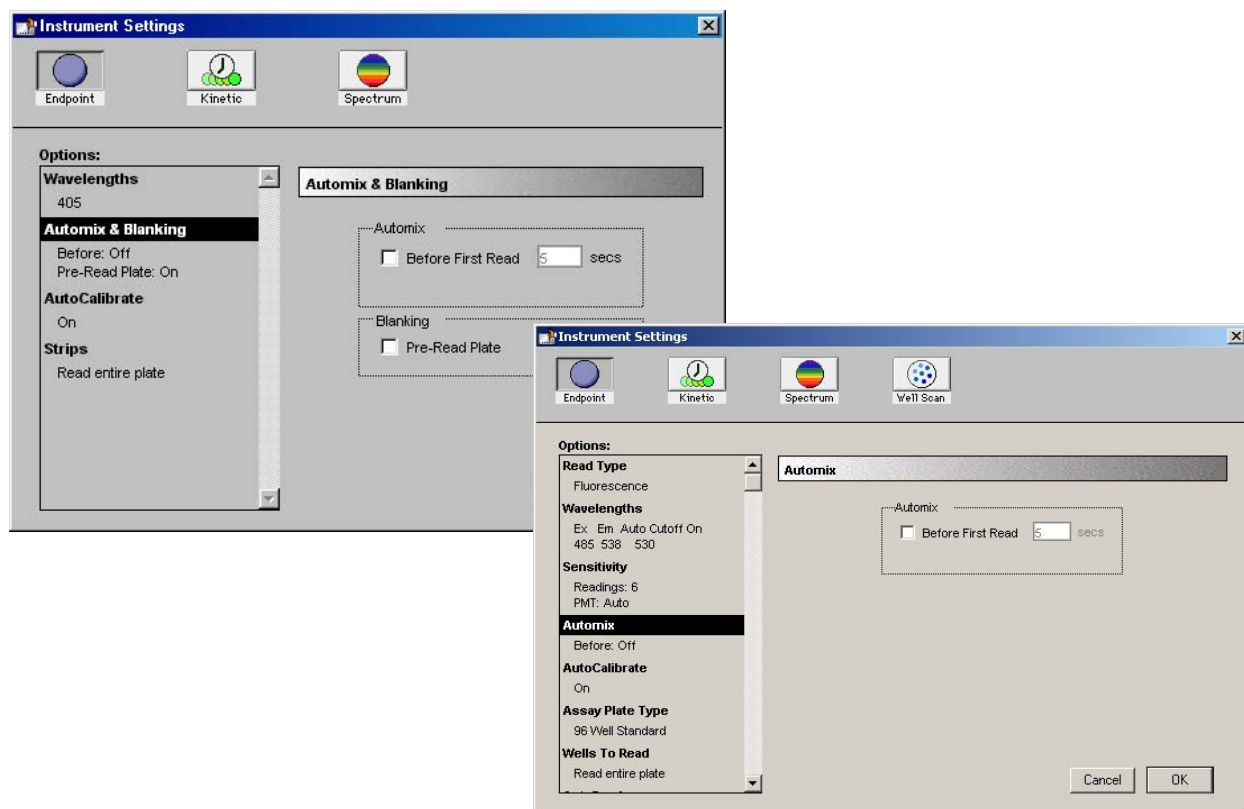 Instrument Settings
Endpoint
Kinetic
Spectrum
Options:
Wavelengths
405
Automix & Blanking
Before: Off
Pre-Read Plate: On
AutoCalibrate
On
Strips
Read entire plate
Automix & Blanking
Automix
Before First Read 5 secs
Blanking
Pre-Read Plate
Instrument Settings
Endpoint
Kinetic
Spectrum
Well Scan
Options:
Read Type
Fluorescence
Wavelengths
Ex Em Auto Cutoff On
485 538 530
Sensitivity
Readings: 6
PMT: Auto
Automix
Before: Off
AutoCalibrate
On
Assay Plate Type
96 Well Standard
Wells To Read
Read entire plate
Automix
Automix
Before First Read 5 secs
Cancel
OK